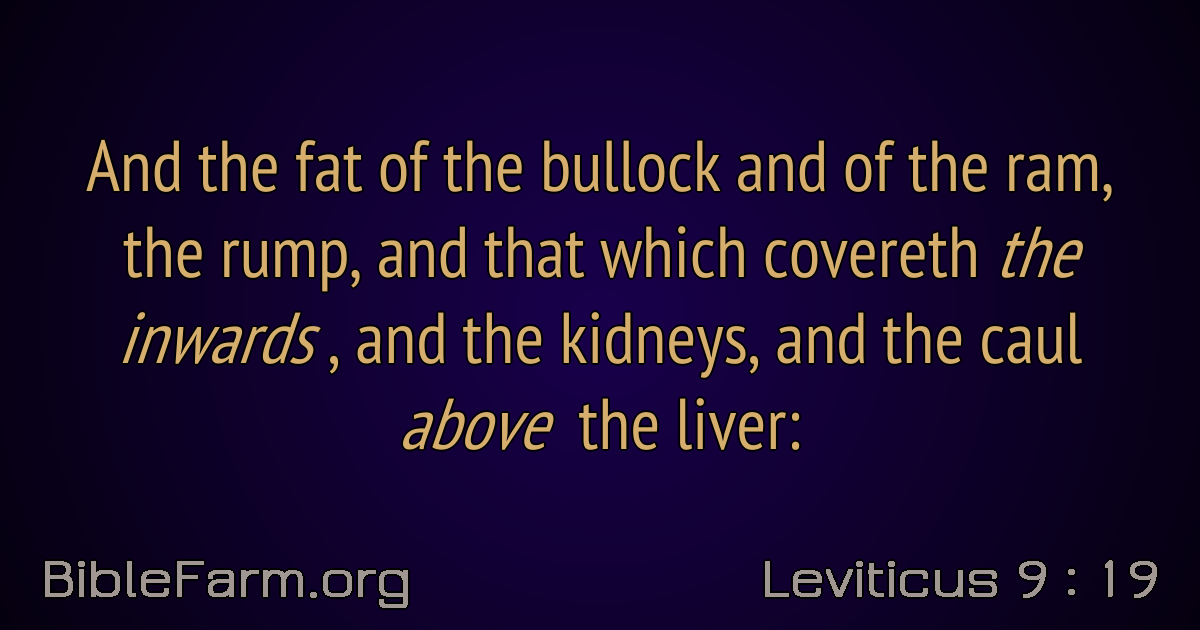 And the fat of the bullock and of the ram,
the rump, and that which covereth the
inwards , and the kidneys, and the caul
above the liver:
BibleFarm.org
Leviticus 9 : 19